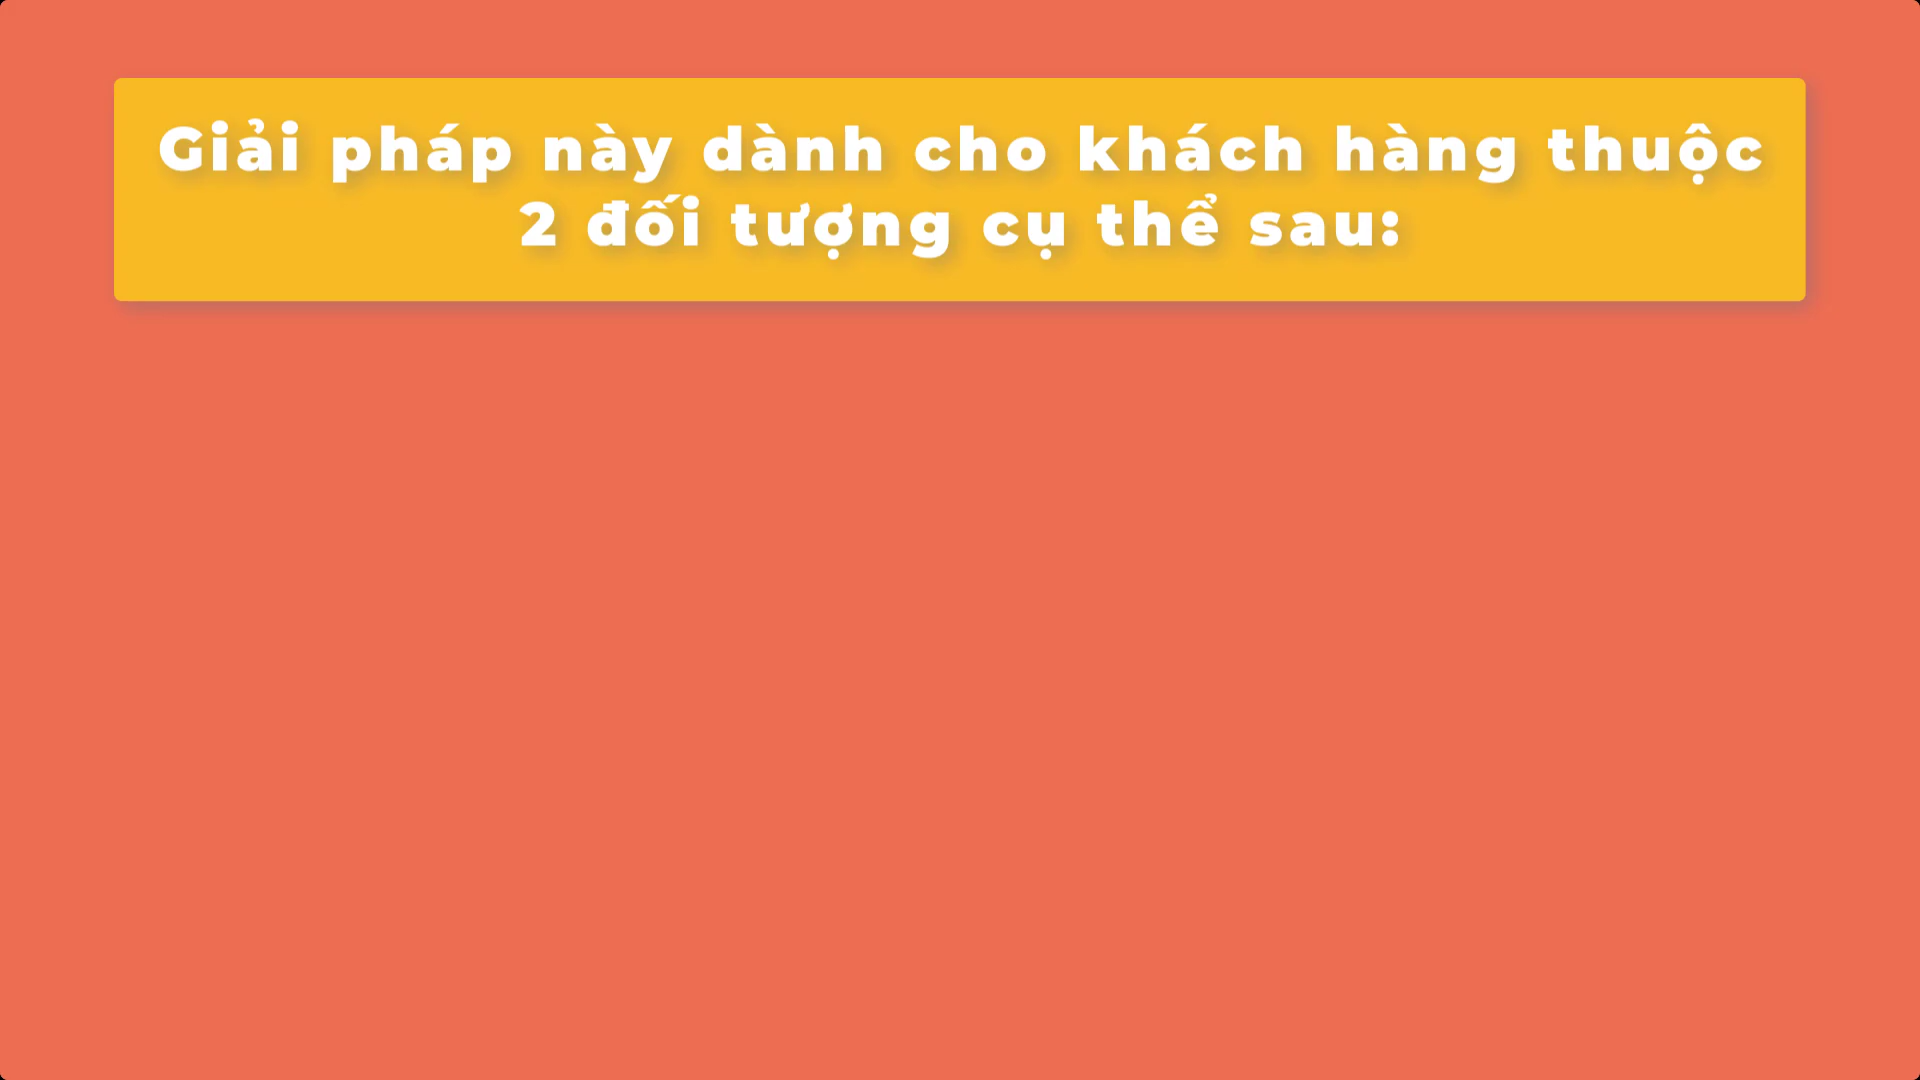 Giải pháp này dành cho khách hàng thuộc
2 đối tượng cụ thể sau: